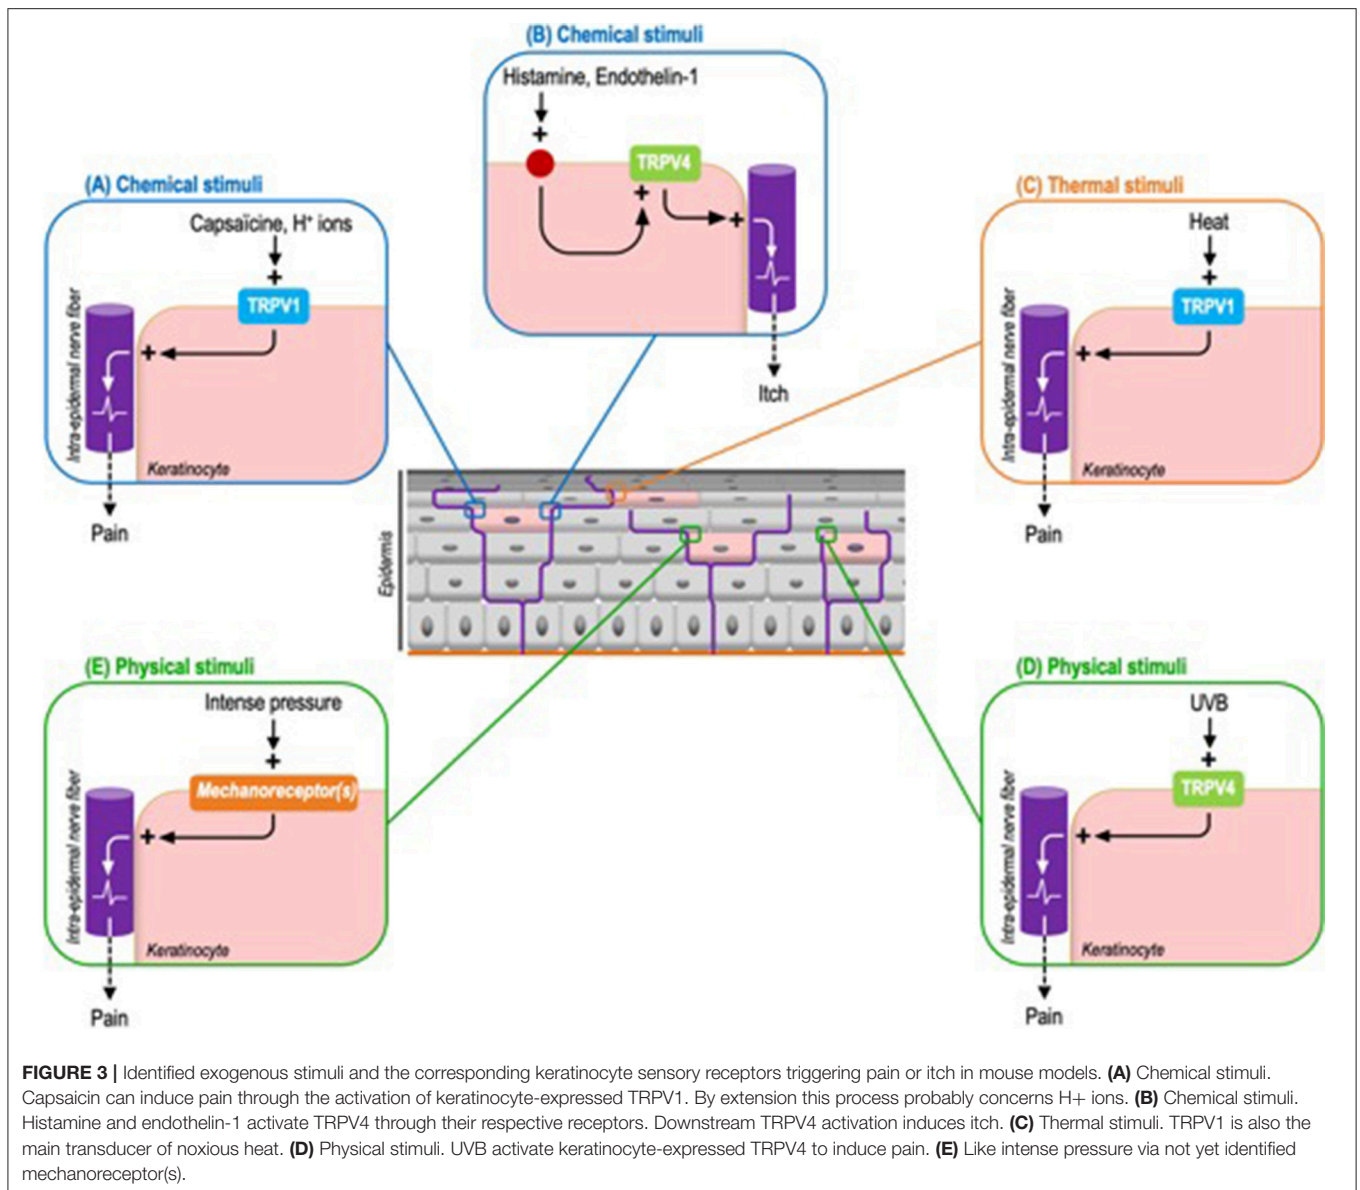 (B) Chemical stimuli
Histamine, Endothelin-1
+
TRPV4
+
+
Itch
(A) Chemical stimuli
Capsaïcine, H⁺ ions
+
TRPV1
+
Intra-epidermal nerve fiber
Keratinocyte
Pain
(C) Thermal stimuli
Heat
+
TRPV1
+
Intra-epidermal nerve fiber
Keratinocyte
Pain
Epidermis
(E) Physical stimuli
Intense pressure
+
Mechanoreceptor(s)
+
Intra-epidermal nerve fiber
Keratinocyte
Pain
(D) Physical stimuli
UVB
+
TRPV4
+
Intra-epidermal nerve fiber
Keratinocyte
Pain
FIGURE 3 | Identified exogenous stimuli and the corresponding keratinocyte sensory receptors triggering pain or itch in mouse models. (A) Chemical stimuli.
Capsaicin can induce pain through the activation of keratinocyte-expressed TRPV1. By extension this process probably concerns H+ ions. (B) Chemical stimuli.
Histamine and endothelin-1 activate TRPV4 through their respective receptors. Downstream TRPV4 activation induces itch. (C) Thermal stimuli. TRPV1 is also the
main transducer of noxious heat. (D) Physical stimuli. UVB activate keratinocyte-expressed TRPV4 to induce pain. (E) Like intense pressure via not yet identified
mechanoreceptor(s).